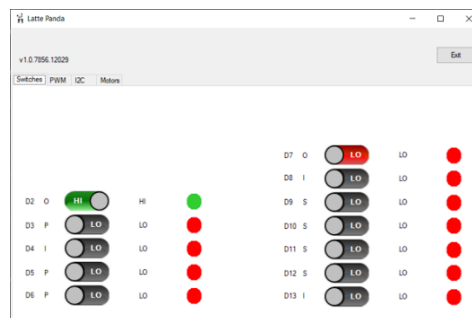 Latte Panda
v1.0.7856.12029
Exit
Switches PWM I2C Motors
D7 O LO LO
D8 I LO LO
D2 O HI HI
D9 S LO LO
D3 P LO LO
D10 S LO LO
D4 I LO LO
D11 S LO LO
D5 P LO LO
D12 S LO LO
D6 P LO LO
D13 I LO LO